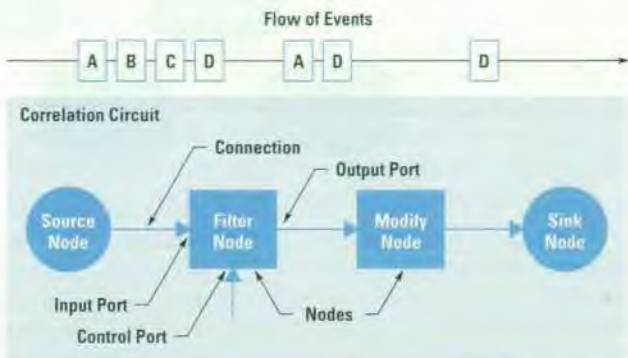 Flow of Events
A B C D A D D
Correlation Circuit
Connection
Output Port
Source Node
Filter Node
Modify Node
Sink Node
Input Port
Control Port
Nodes